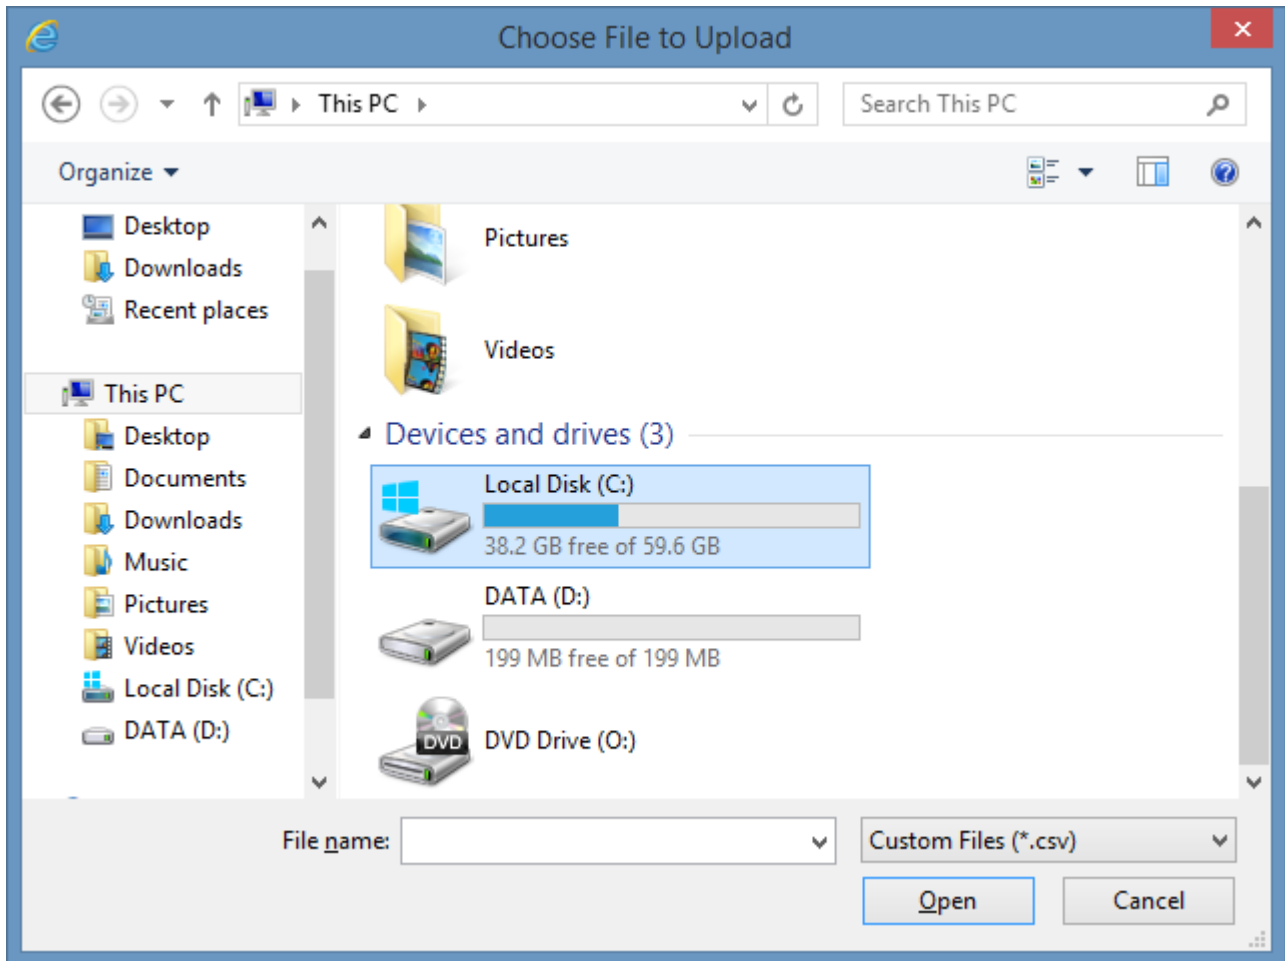 Choose File to Upload
This PC
Search This PC
Organize
Desktop
Downloads
Recent places
This PC
Desktop
Documents
Downloads
Music
Pictures
Videos
Local Disk (C:)
DATA (D:)
Pictures
Videos
Devices and drives (3)
Local Disk (C:)
38.2 GB free of 59.6 GB
DATA (D:)
199 MB free of 199 MB
DVD
DVD Drive (O:)
File name:
Custom Files (*.csv)
Open
Cancel